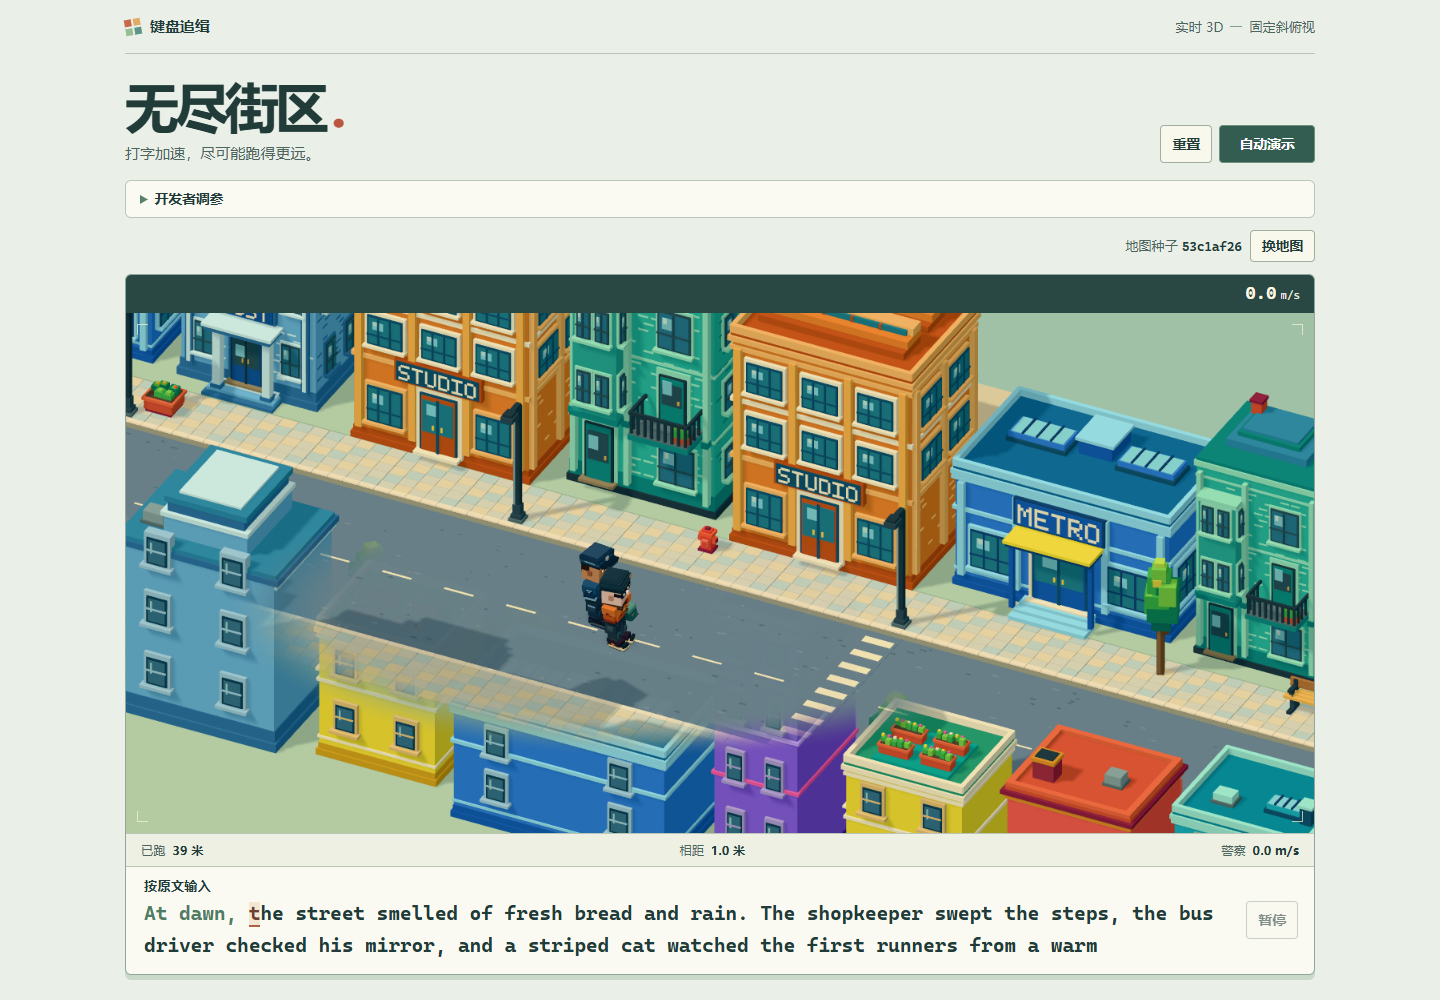 键盘追缉
实时 3D — 固定斜俯视
无尽街区.
打字加速，尽可能跑得更远。
重置
自动演示
▶ 开发者调参
地图种子 53c1af26
换地图
0.0 m/s
STUDIO
STUDIO
METRO
已跑 39 米
相距 1.0 米
警察 0.0 m/s
按原文输入
At dawn, the street smelled of fresh bread and rain. The shopkeeper swept the steps, the bus
driver checked his mirror, and a striped cat watched the first runners from a warm
暂停